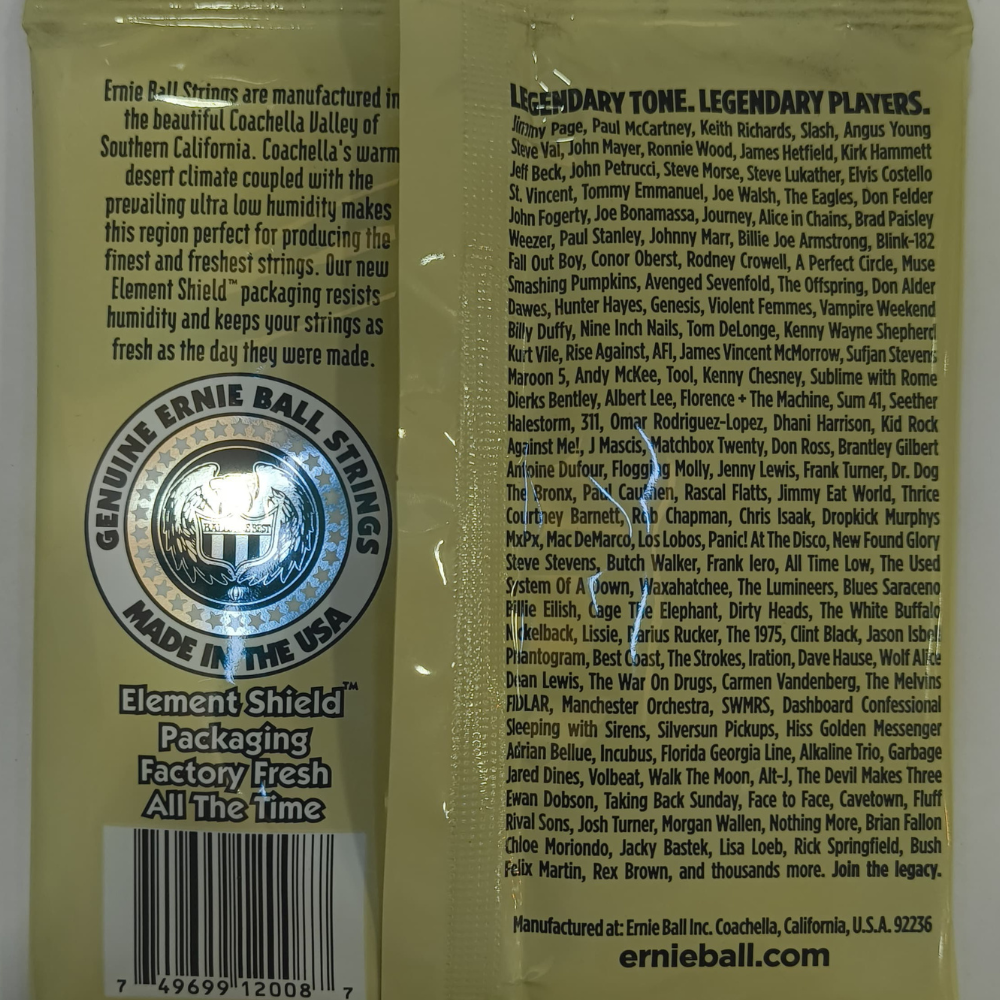 Ernie Ball Strings are manufactured in
the beautiful Coachella Valley of
Southern California. Coachella's warm
desert climate coupled with the
prevailing ultra low humidity makes
this region perfect for producing the
finest and freshest strings. Our new
Element Shield™ packaging resists
humidity and keeps your strings as
fresh as the day they were made.
GENUINE ERNIE BALL STRINGS
MADE IN THE USA
Element Shield™
Packaging
Factory Fresh
All The Time
7 49699 12008 7
LEGENDARY TONE. LEGENDARY PLAYERS.
Jimmy Page, Paul McCartney, Keith Richards, Slash, Angus Young
Steve Vai, John Mayer, Ronnie Wood, James Hetfield, Kirk Hammett
Jeff Beck, John Petrucci, Steve Morse, Steve Lukather, Elvis Costello
St. Vincent, Tommy Emmanuel, Joe Walsh, The Eagles, Don Felder
John Fogerty, Joe Bonamassa, Journey, Alice in Chains, Brad Paisley
Weezer, Paul Stanley, Johnny Marr, Billie Joe Armstrong, Blink-182
Fall Out Boy, Conor Oberst, Rodney Crowell, A Perfect Circle, Muse
Smashing Pumpkins, Avenged Sevenfold, The Offspring, Don Alder
Dawes, Hunter Hayes, Genesis, Violent Femmes, Vampire Weekend
Billy Duffy, Nine Inch Nails, Tom DeLonge, Kenny Wayne Shepherd
Kurt Vile, Rise Against, AFI, James Vincent McMorrow, Sufjan Stevens
Maroon 5, Andy McKee, Tool, Kenny Chesney, Sublime with Rome
Dierks Bentley, Albert Lee, Florence + The Machine, Sum 41, Seether
Halestorm, 311, Omar Rodriguez-Lopez, Dhani Harrison, Kid Rock
Against Me!, J Mascis, Matchbox Twenty, Don Ross, Brantley Gilbert
Antoine Dufour, Flogging Molly, Jenny Lewis, Frank Turner, Dr. Dog
The Bronx, Paul Cauthen, Rascal Flatts, Jimmy Eat World, Thrice
Courtney Barnett, Rob Chapman, Chris Isaak, Dropkick Murphys
MxPx, Mac DeMarco, Los Lobos, Panic! At The Disco, New Found Glory
Steve Stevens, Butch Walker, Frank Iero, All Time Low, The Used
System Of A Down, Waxahatchee, The Lumineers, Blues Saraceno
Billie Eilish, Cage The Elephant, Dirty Heads, The White Buffalo
Nickelback, Lissie, Darius Rucker, The 1975, Clint Black, Jason Isbell
Phantogram, Best Coast, The Strokes, Iration, Dave Hause, Wolf Alice
Dean Lewis, The War On Drugs, Carmen Vandenberg, The Melvins
FIDLAR, Manchester Orchestra, SWMRS, Dashboard Confessional
Sleeping with Sirens, Silversun Pickups, Hiss Golden Messenger
Adrian Bellue, Incubus, Florida Georgia Line, Alkaline Trio, Garbage
Jared Dines, Volbeat, Walk The Moon, Alt-J, The Devil Makes Three
Ewan Dobson, Taking Back Sunday, Face to Face, Cavetown, Fluff
Rival Sons, Josh Turner, Morgan Wallen, Nothing More, Brian Fallon
Chloe Moriondo, Jacky Bastek, Lisa Loeb, Rick Springfield, Bush
Felix Martin, Rex Brown, and thousands more. Join the legacy.
Manufactured at: Ernie Ball Inc. Coachella, California, U.S.A. 92236
ernieball.com